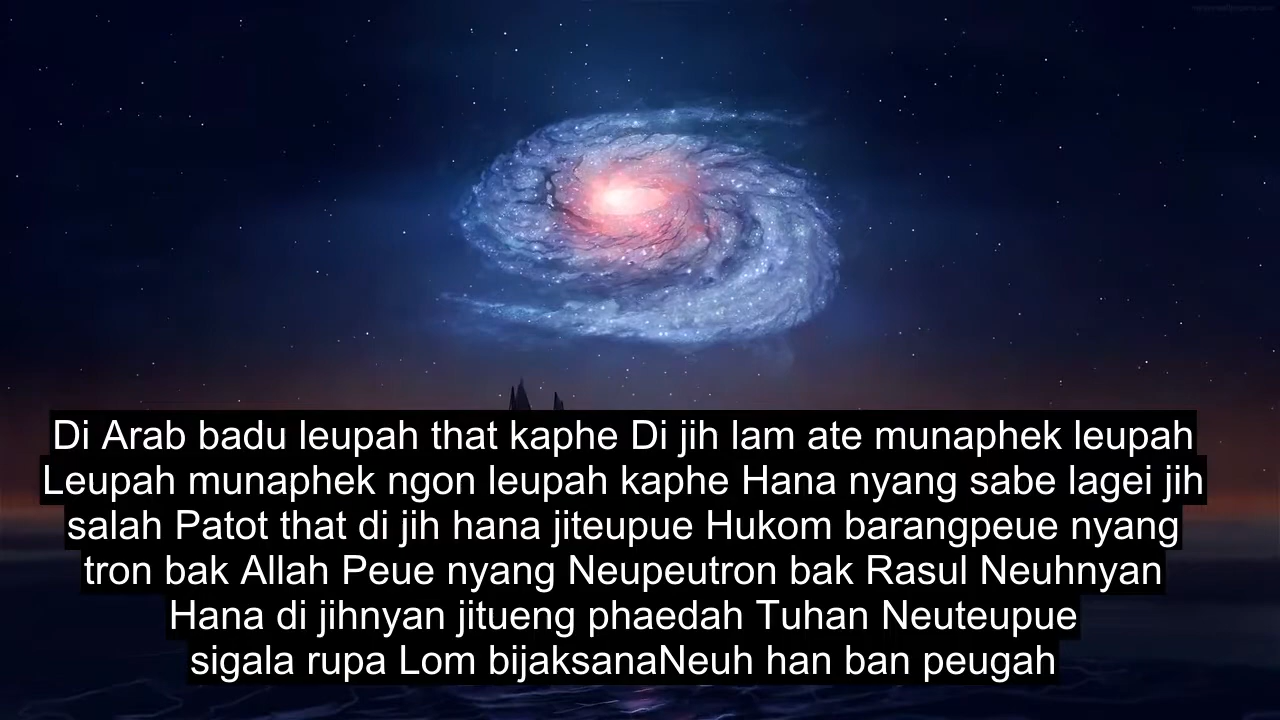 Di Arab badu leupah that kaphe Di jih lam ate munaphek leupah
Leupah munaphek ngon leupah kaphe Hana nyang sabe lagei jih
salah Patot that di jih hana jiteupue Hukom barangpeue nyang
tron bak Allah Peue nyang Neupeutron bak Rasul Neuhnyan
Hana di jihnyan jitueng phaedah Tuhan Neuteupue
sigala rupa Lom bijaksanaNeuh han ban peugah